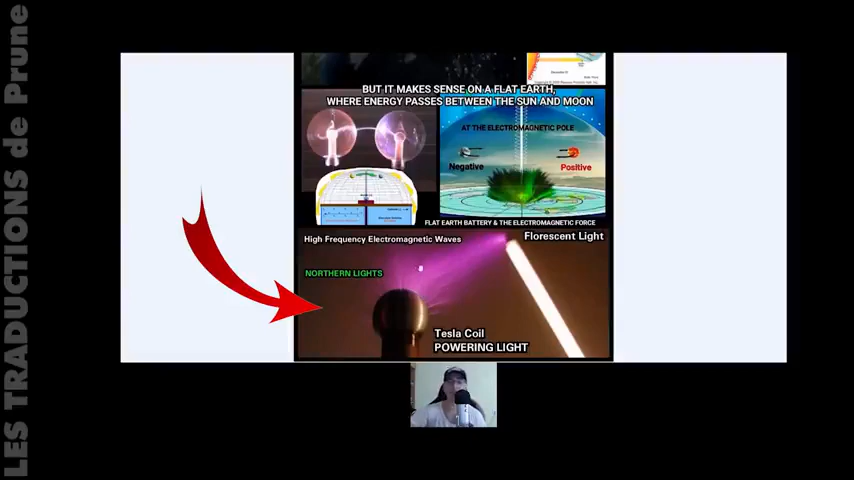 LES TRADUCTIONS de Prune
BUT IT MAKES SENSE ON A FLAT EARTH,
WHERE ENERGY PASSES BETWEEN THE SUN AND MOON
AT THE ELECTROMAGNETIC POLE
Negative
Positive
FLAT EARTH BATTERY & THE ELECTROMAGNETIC FORCE
High Frequency Electromagnetic Waves
Florescent Light
NORTHERN LIGHTS
Tesla Coil
POWERING LIGHT